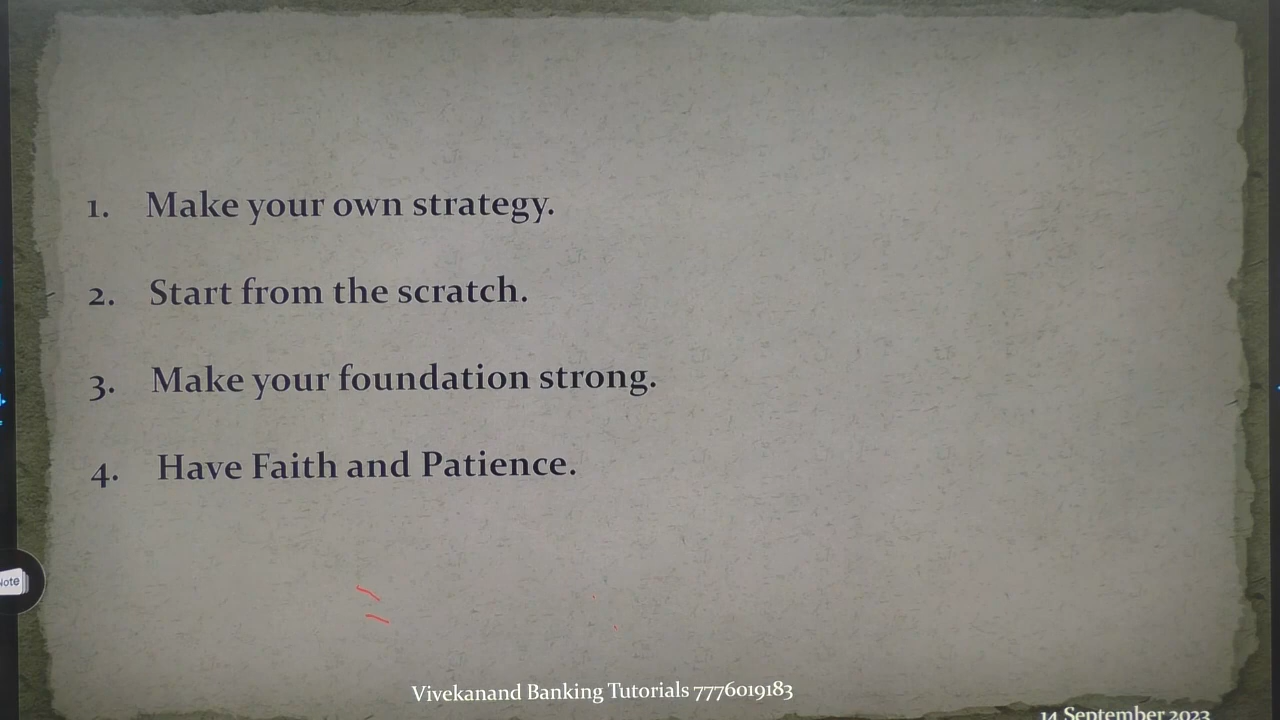 1. Make your own strategy.
2. Start from the scratch.
3. Make your foundation strong.
4. Have Faith and Patience.
Note
Vivekanand Banking Tutorials 7776019183
14 September 2023